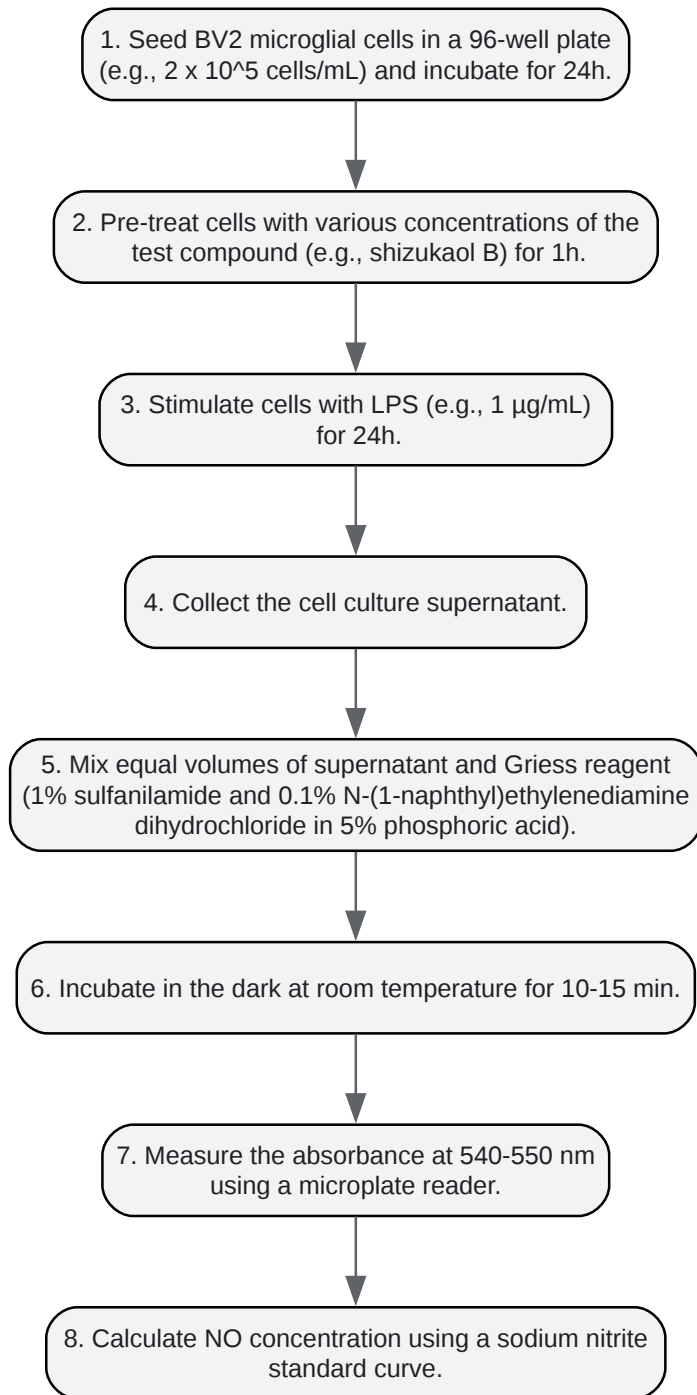 1. Seed BV2 microglial cells in a 96-well plate
(e.g., 2 x 10^5 cells/mL) and incubate for 24h.
2. Pre-treat cells with various concentrations of the
test compound (e.g., shizukaol B) for 1h.
3. Stimulate cells with LPS (e.g., 1 µg/mL)
for 24h.
4. Collect the cell culture supernatant.
5. Mix equal volumes of supernatant and Griess reagent
(1% sulfanilamide and 0.1% N-(1-naphthyl)ethylenediamine
dihydrochloride in 5% phosphoric acid).
6. Incubate in the dark at room temperature for 10-15 min.
7. Measure the absorbance at 540-550 nm
using a microplate reader.
8. Calculate NO concentration using a sodium nitrite
standard curve.